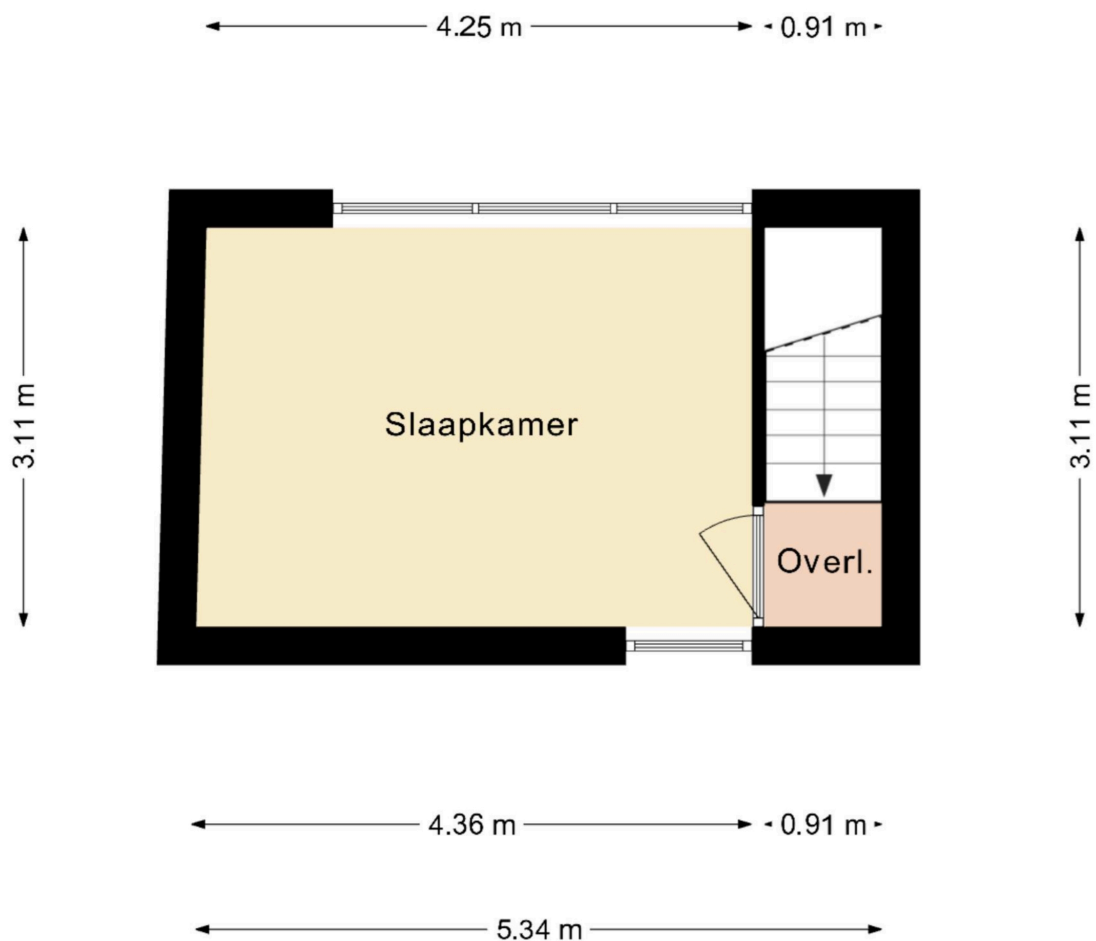 4.25 m 0.91 m
3.11 m
Slaapkamer
3.11 m
Overl.
4.36 m 0.91 m
5.34 m